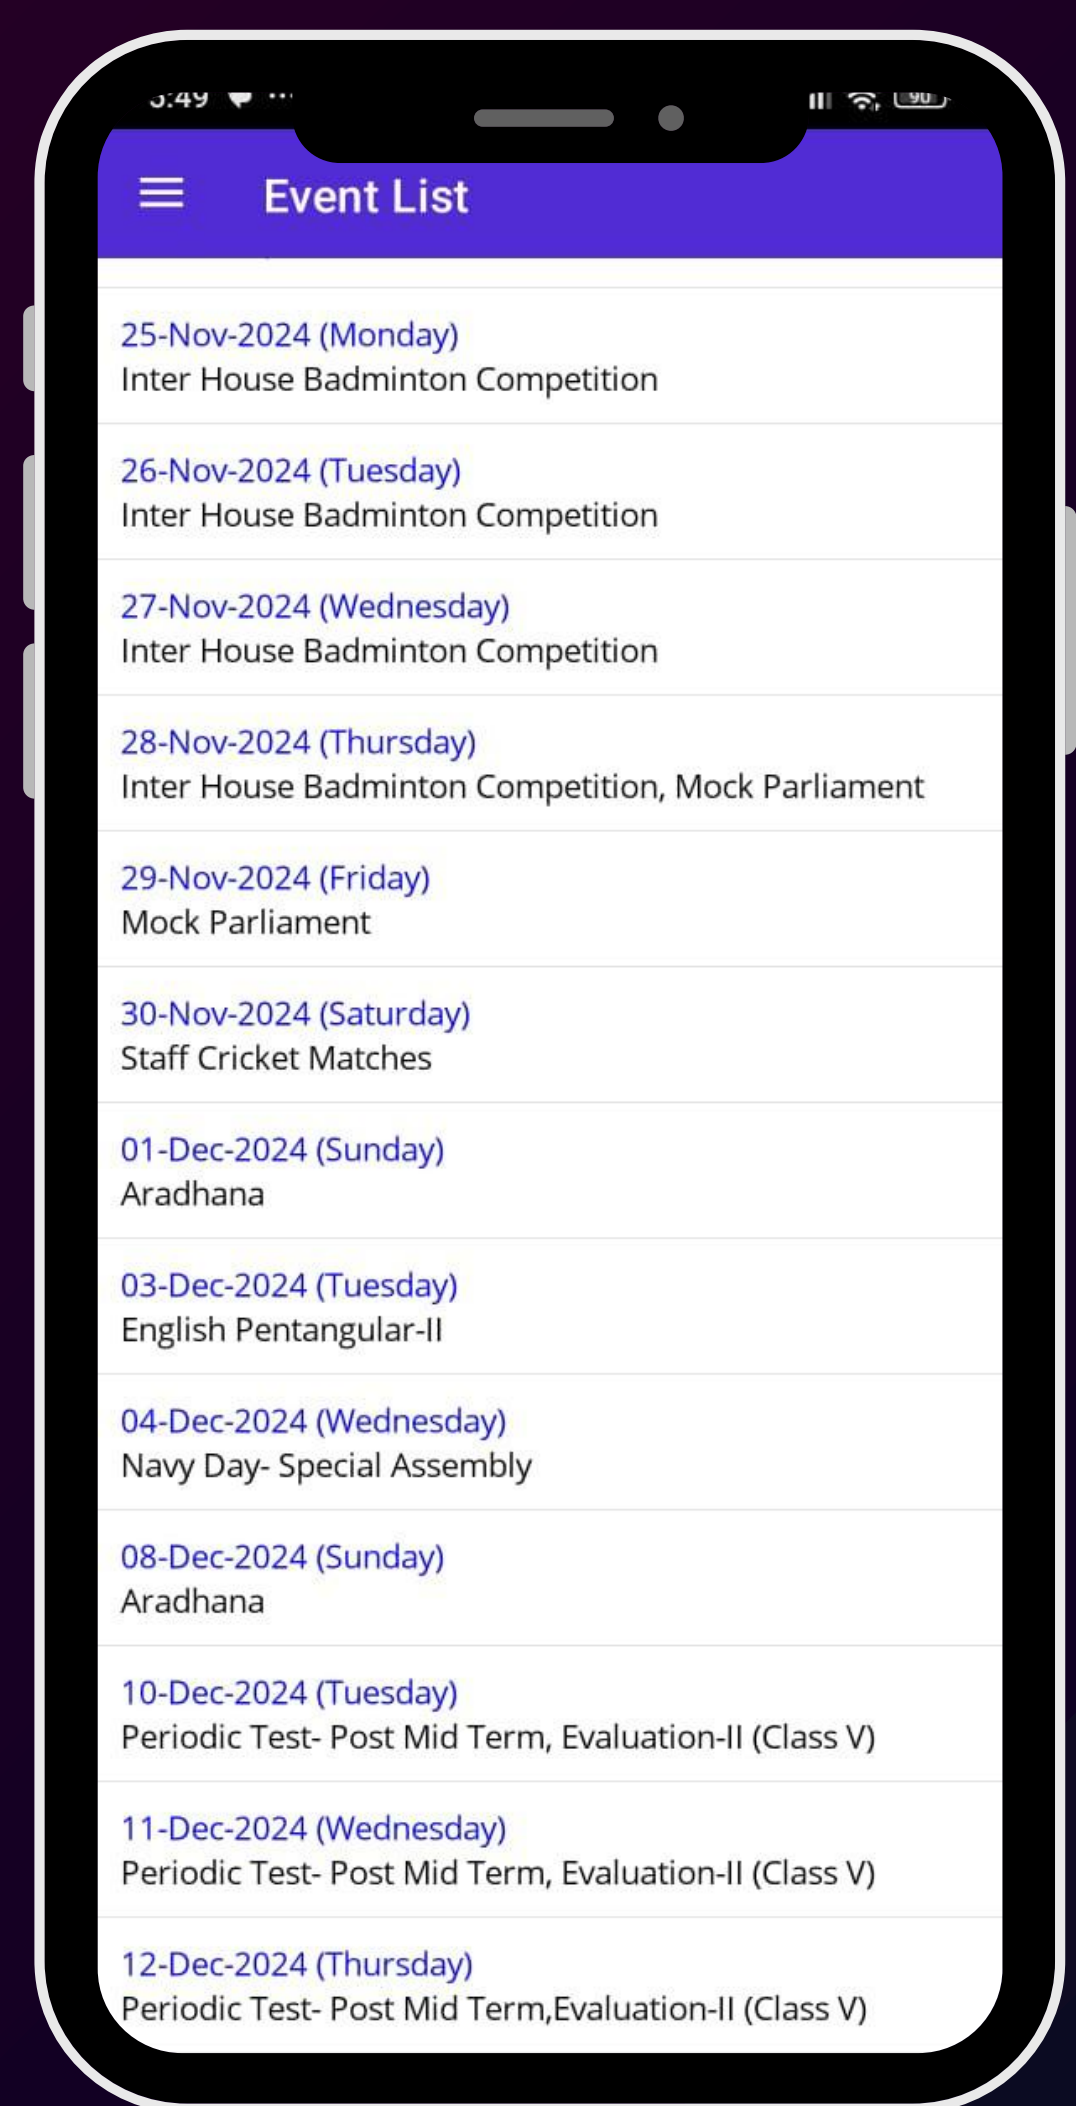 3:49
90
Event List
25-Nov-2024 (Monday)
Inter House Badminton Competition
26-Nov-2024 (Tuesday)
Inter House Badminton Competition
27-Nov-2024 (Wednesday)
Inter House Badminton Competition
28-Nov-2024 (Thursday)
Inter House Badminton Competition, Mock Parliament
29-Nov-2024 (Friday)
Mock Parliament
30-Nov-2024 (Saturday)
Staff Cricket Matches
01-Dec-2024 (Sunday)
Aradhana
03-Dec-2024 (Tuesday)
English Pentangular-II
04-Dec-2024 (Wednesday)
Navy Day- Special Assembly
08-Dec-2024 (Sunday)
Aradhana
10-Dec-2024 (Tuesday)
Periodic Test- Post Mid Term, Evaluation-II (Class V)
11-Dec-2024 (Wednesday)
Periodic Test- Post Mid Term, Evaluation-II (Class V)
12-Dec-2024 (Thursday)
Periodic Test- Post Mid Term,Evaluation-II (Class V)